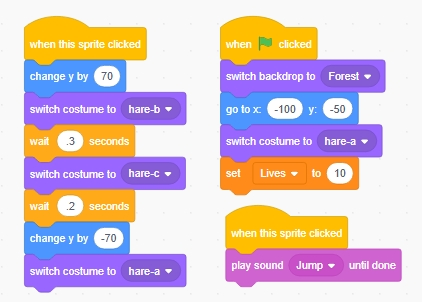 when this sprite clicked
change y by 70
switch costume to hare-b
wait .3 seconds
switch costume to hare-c
wait .2 seconds
change y by -70
switch costume to hare-a
when clicked
switch backdrop to Forest
go to x: -100 y: -50
switch costume to hare-a
set Lives to 10
when this sprite clicked
play sound Jump until done